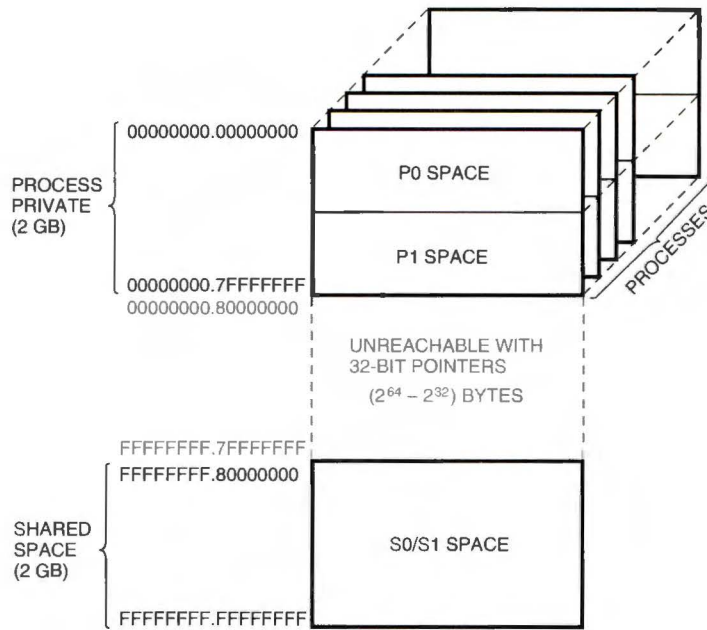 00000000.00000000
P0 SPACE
PROCESS
PRIVATE
(2 GB)
P1 SPACE
PROCESSES
00000000.7FFFFFFF
00000000.80000000
UNREACHABLE WITH
32-BIT POINTERS
(2⁶⁴ – 2³²) BYTES
FFFFFFFF.7FFFFFFF
FFFFFFFF.80000000
SHARED
SPACE
(2 GB)
S0/S1 SPACE
FFFFFFFF.FFFFFFFF